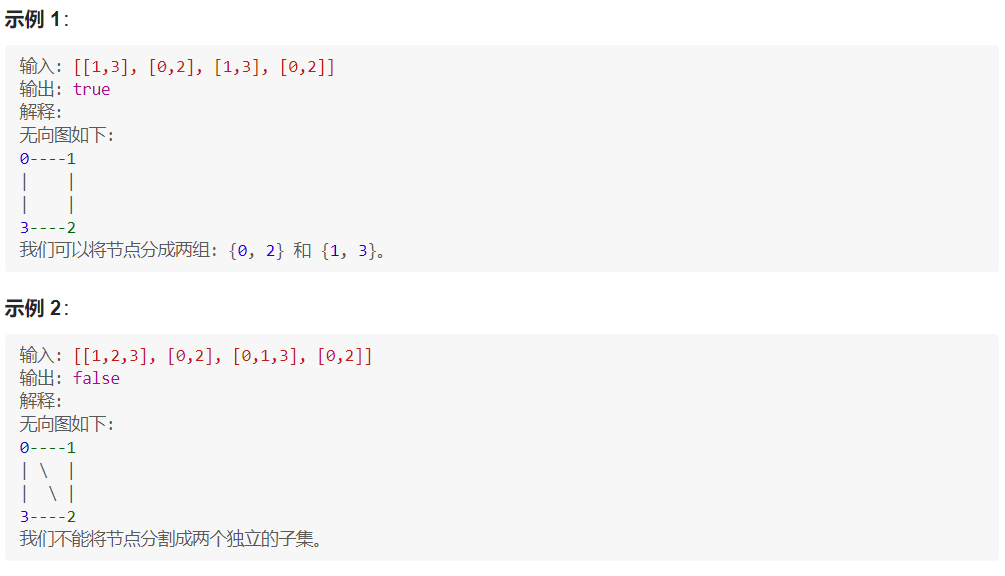 示例 1:
输入: [[1,3], [0,2], [1,3], [0,2]]
输出: true
解释:
无向图如下:
0----1
|    |
|    |
3----2
我们可以将节点分成两组: {0, 2} 和 {1, 3}。
示例 2:
输入: [[1,2,3], [0,2], [0,1,3], [0,2]]
输出: false
解释:
无向图如下:
0----1
| \  |
|  \ |
3----2
我们不能将节点分割成两个独立的子集。